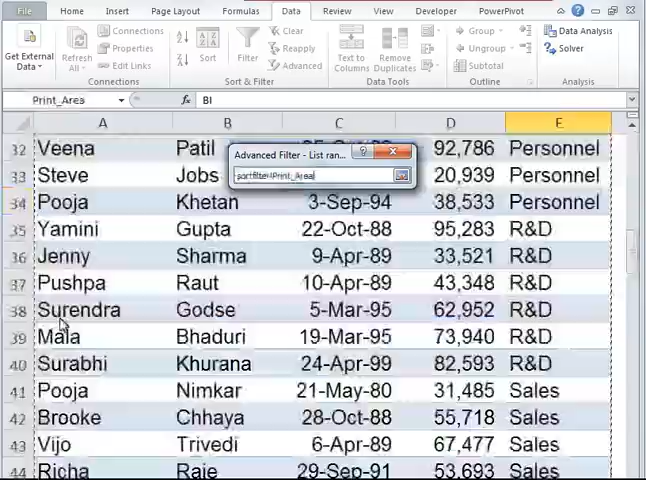 File Home Insert Page Layout Formulas Data Review View Developer PowerPivot
Get External Data
Refresh All
Connections
Properties
Edit Links
Connections
Sort
Filter
Clear
Reapply
Advanced
Sort & Filter
Text to Columns
Remove Duplicates
Data Tools
Group
Ungroup
Subtotal
Outline
Data Analysis
Solver
Analysis
Print_Area fx BI
A B C D E
32 Veena Patil 92,786 Personnel
33 Steve Jobs 20,939 Personnel
34 Pooja Khetan 3-Sep-94 38,533 Personnel
35 Yamini Gupta 22-Oct-88 95,283 R&D
36 Jenny Sharma 9-Apr-89 33,521 R&D
37 Pushpa Raut 10-Apr-89 43,348 R&D
38 Surendra Godse 5-Mar-95 62,952 R&D
39 Mala Bhaduri 19-Mar-95 73,940 R&D
40 Surabhi Khurana 24-Apr-99 82,593 R&D
41 Pooja Nimkar 21-May-80 31,485 Sales
42 Brooke Chhaya 28-Oct-88 55,718 Sales
43 Vijo Trivedi 6-Apr-89 67,477 Sales
44 Richa Raje 29-Sep-91 53,693 Sales
Advanced Filter - List ran...
sortfilter!Print_Area